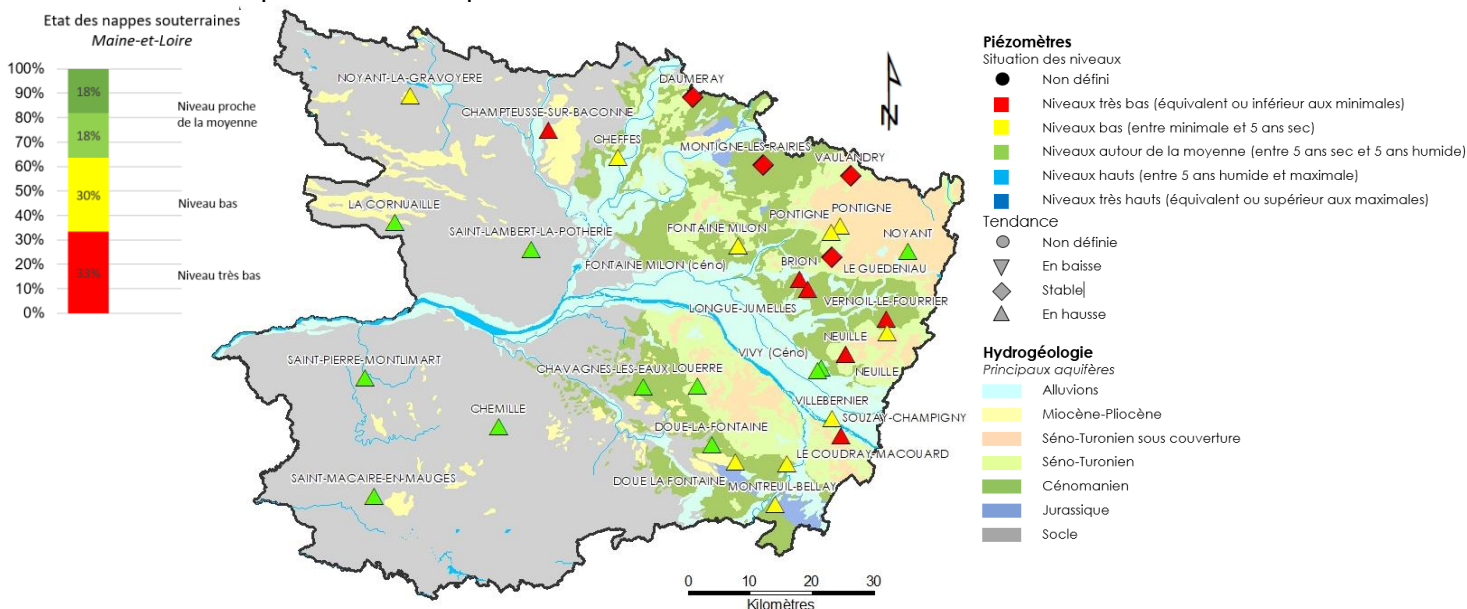 Etat des nappes souterraines
Maine-et-Loire
100%
90%
80%
70%
60%
50%
40%
30%
20%
10%
0%
18%
18%
30%
33%
Niveau proche
de la moyenne
Niveau bas
Niveau très bas
NOYANT-LA-GRAVOYERE
DAUMERAY
CHAMPTEUSSE-SUR-BACONNE
CHEFFES
MONTIGNE-LES-RAIRIES
VAULANDRY
LA CORNUAILLE
PONTIGNE
PONTIGNE
SAINT-LAMBERT-LA-POTHERIE
FONTAINE MILON
NOYANT
FONTAINE MILON (céno)
BRION
LE GUEDENIAU
LONGUE-JUMELLES
VERNOIL-LE-FOURRIER
NEUILLE
VIVY (Céno)
SAINT-PIERRE-MONTLIMART
CHAVAGNES-LES-EAUX
LOUERRE
NEUILLE
CHEMILLE
VILLEBERNIER
SOUZAY-CHAMPIGNY
DOUE-LA-FONTAINE
LE COUDRAY-MACOUARD
SAINT-MACAIRE-EN-MAUGES
DOUE LA FONTAINE
MONTREUIL-BELLAY
N
0 10 20 30
Kilomètres
Piézomètres
Situation des niveaux
Non défini
Niveaux très bas (équivalent ou inférieur aux minimales)
Niveaux bas (entre minimale et 5 ans sec)
Niveaux autour de la moyenne (entre 5 ans sec et 5 ans humide)
Niveaux hauts (entre 5 ans humide et maximale)
Niveaux très hauts (équivalent ou supérieur aux maximales)
Tendance
Non définie
En baisse
Stable
En hausse
Hydrogéologie
Principaux aquifères
Alluvions
Miocène-Pliocène
Séno-Turonien sous couverture
Séno-Turonien
Cénomanien
Jurassique
Socle